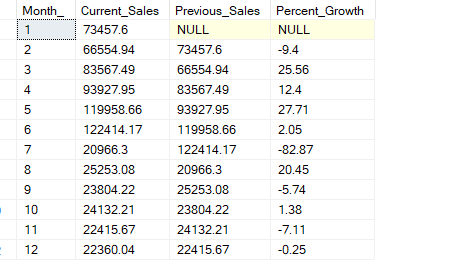 Month_ Current_Sales Previous_Sales Percent_Growth
1 73457.6 NULL NULL
2 66554.94 73457.6 -9.4
3 83567.49 66554.94 25.56
4 93927.95 83567.49 12.4
5 119958.66 93927.95 27.71
6 122414.17 119958.66 2.05
7 20966.3 122414.17 -82.87
8 25253.08 20966.3 20.45
9 23804.22 25253.08 -5.74
10 24132.21 23804.22 1.38
11 22415.67 24132.21 -7.11
12 22360.04 22415.67 -0.25